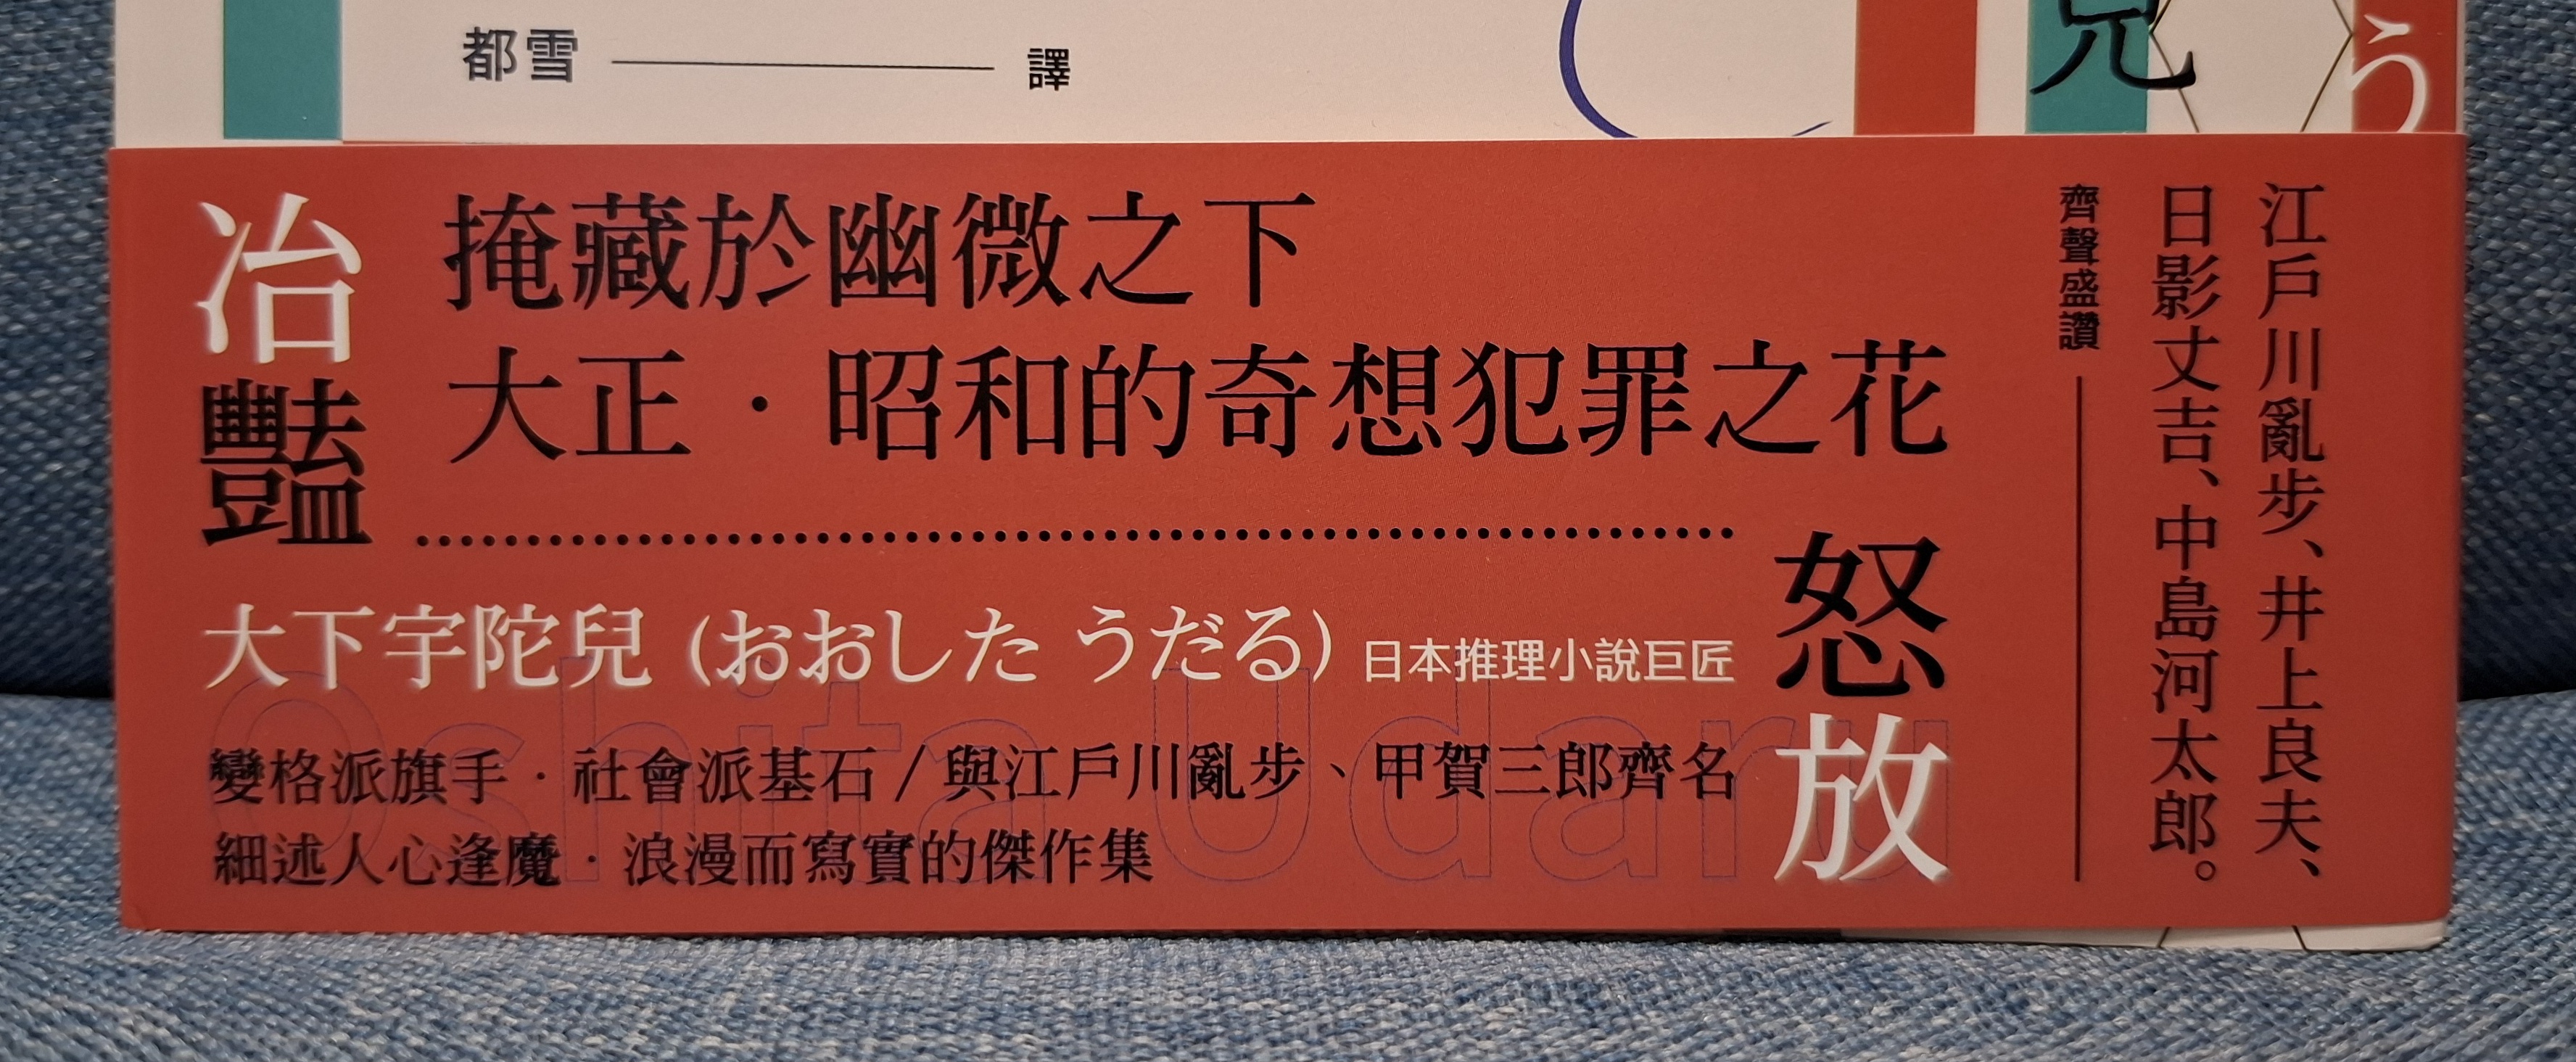 都雪 譯
兒
う
冶豔
掩藏於幽微之下
大正・昭和的奇想犯罪之花
怒放
大下宇陀兒(おおした うだる)日本推理小說巨匠
Oshita Udaru
變格派旗手・社會派基石/與江戶川亂步、甲賀三郎齊名
細述人心逢魔・浪漫而寫實的傑作集
江戶川亂步、井上良夫、
日影丈吉、中島河太郎。
齊聲盛讚